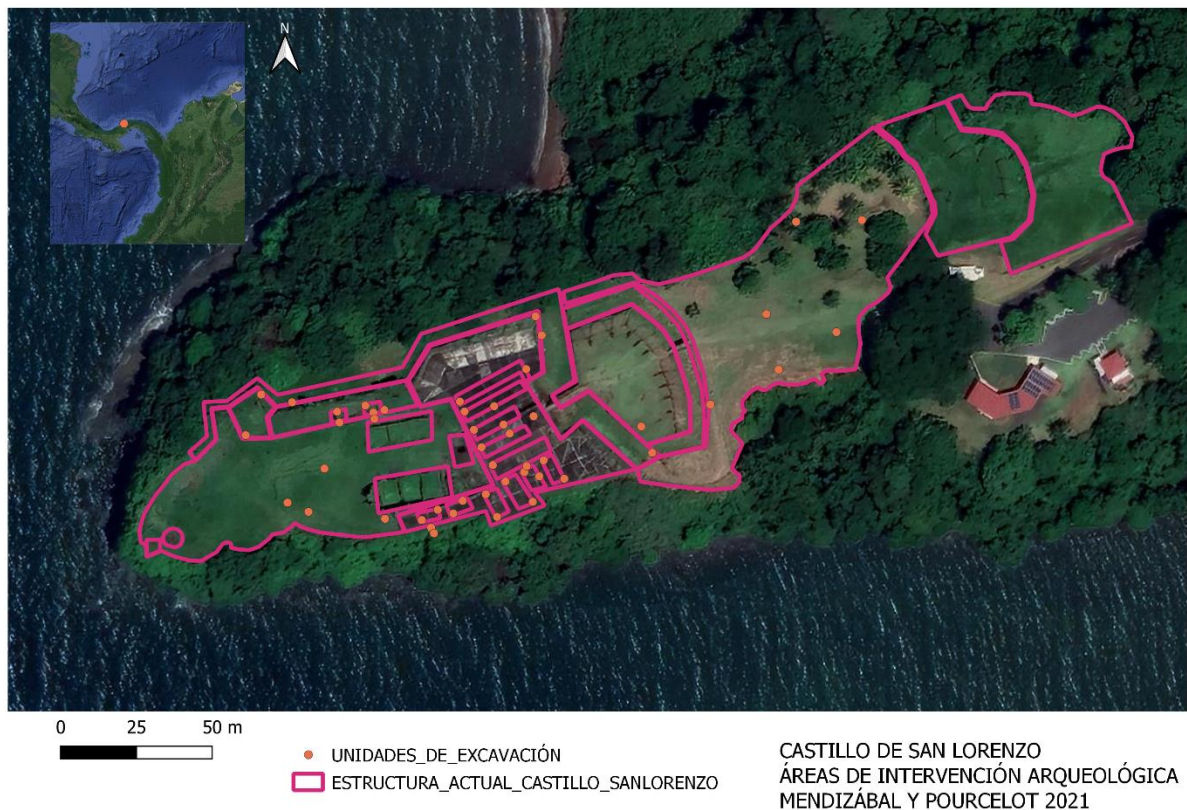 N
0 25 50 m
UNIDADES_DE_EXCAVACIÓN
ESTRUCTURA_ACTUAL_CASTILLO_SANLORENZO
CASTILLO DE SAN LORENZO
ÁREAS DE INTERVENCIÓN ARQUEOLÓGICA
MENDIZÁBAL Y POURCELOT 2021